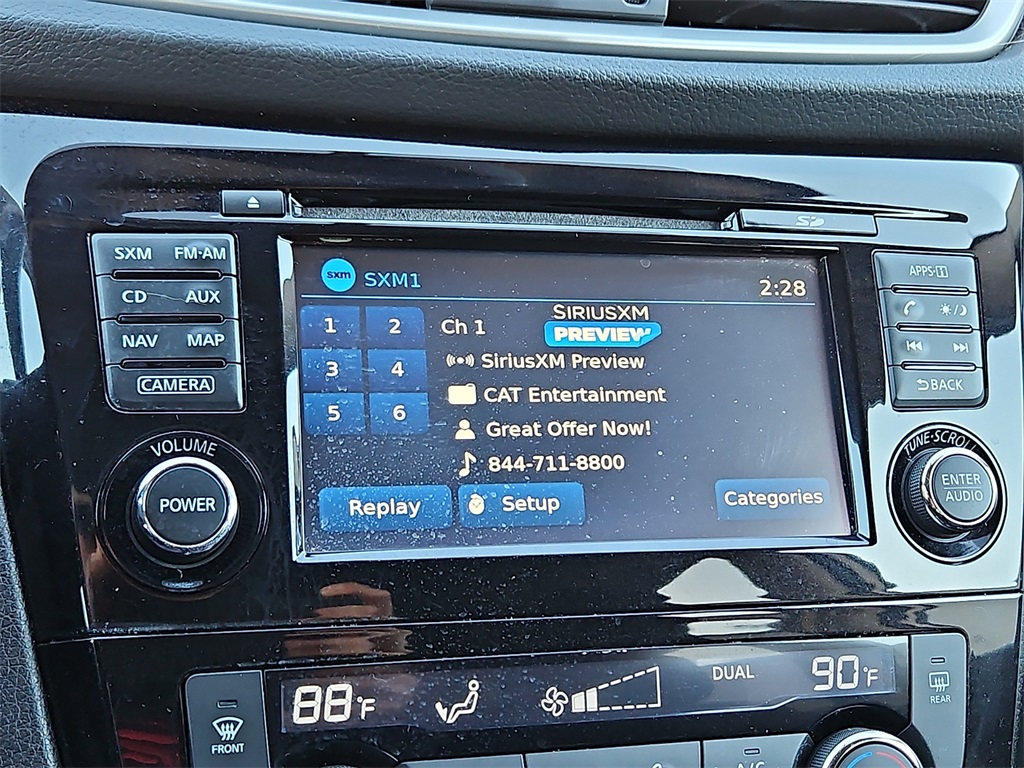 SD
SXM FM·AM
CD AUX
NAV MAP
CAMERA
VOLUME
POWER
sxm SXM1 2:28
1 2 Ch 1 SIRIUSXM
PREVIEW
SiriusXM Preview
3 4 CAT Entertainment
5 6 Great Offer Now!
844-711-8800
Replay Setup Categories
APPS·i
BACK
TUNE·SCROLL
ENTER
AUDIO
88°F DUAL 90°F
FRONT
REAR
A/C